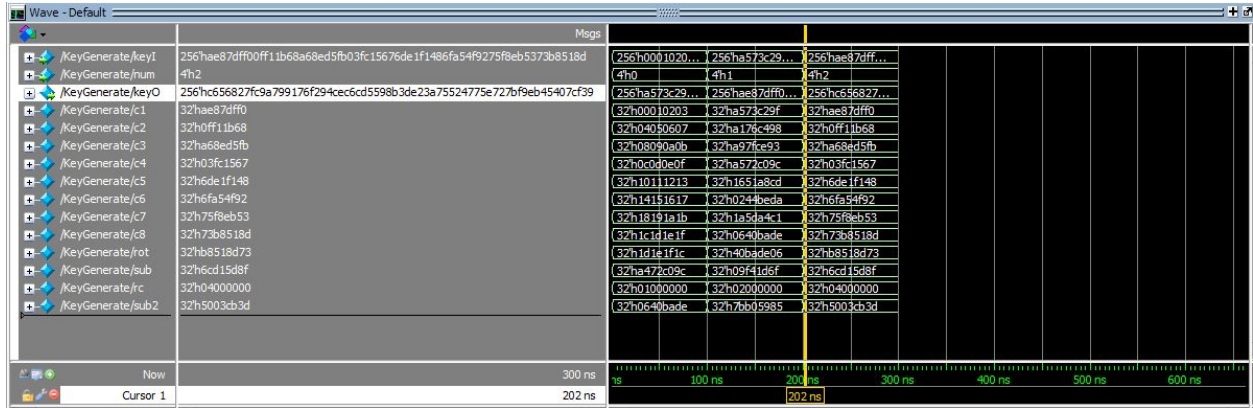 Wave - Default
Msgs
/KeyGenerate/keyI 256'hae87dff00ff11b68a68ed5fb03fc15676de1f1486fa54f9275f8eb5373b8518d 256'h0001020... 256'ha573c29... 256'hae87dff...
/KeyGenerate/num 4'h2 4'h0 4'h1 4'h2
/KeyGenerate/keyO 256'hc656827fc9a799176f294cec6cd5598b3de23a75524775e727bf9eb45407cf39 256'ha573c29... 256'hae87dff0... 256'hc656827...
/KeyGenerate/c1 32'hae87dff0 32'h00010203 32'ha573c29f 32'hae87dff0
/KeyGenerate/c2 32'h0ff11b68 32'h04050607 32'ha176c498 32'h0ff11b68
/KeyGenerate/c3 32'ha68ed5fb 32'h08090a0b 32'ha97fce93 32'ha68ed5fb
/KeyGenerate/c4 32'h03fc1567 32'h0c0d0e0f 32'ha572c09c 32'h03fc1567
/KeyGenerate/c5 32'h6de1f148 32'h10111213 32'h1651a8cd 32'h6de1f148
/KeyGenerate/c6 32'h6fa54f92 32'h14151617 32'h0244beda 32'h6fa54f92
/KeyGenerate/c7 32'h75f8eb53 32'h18191a1b 32'h1a5da4c1 32'h75f8eb53
/KeyGenerate/c8 32'h73b8518d 32'h1c1d1e1f 32'h0640bade 32'h73b8518d
/KeyGenerate/rot 32'hb8518d73 32'h1d1e1f1c 32'h40bade06 32'hb8518d73
/KeyGenerate/sub 32'h6cd15d8f 32'ha472c09c 32'h09f41d6f 32'h6cd15d8f
/KeyGenerate/rc 32'h04000000 32'h01000000 32'h02000000 32'h04000000
/KeyGenerate/sub2 32'h5003cb3d 32'h0640bade 32'h7bb05985 32'h5003cb3d
Now 300 ns ns 100 ns 200 ns 300 ns 400 ns 500 ns 600 ns
Cursor 1 202 ns 202 ns